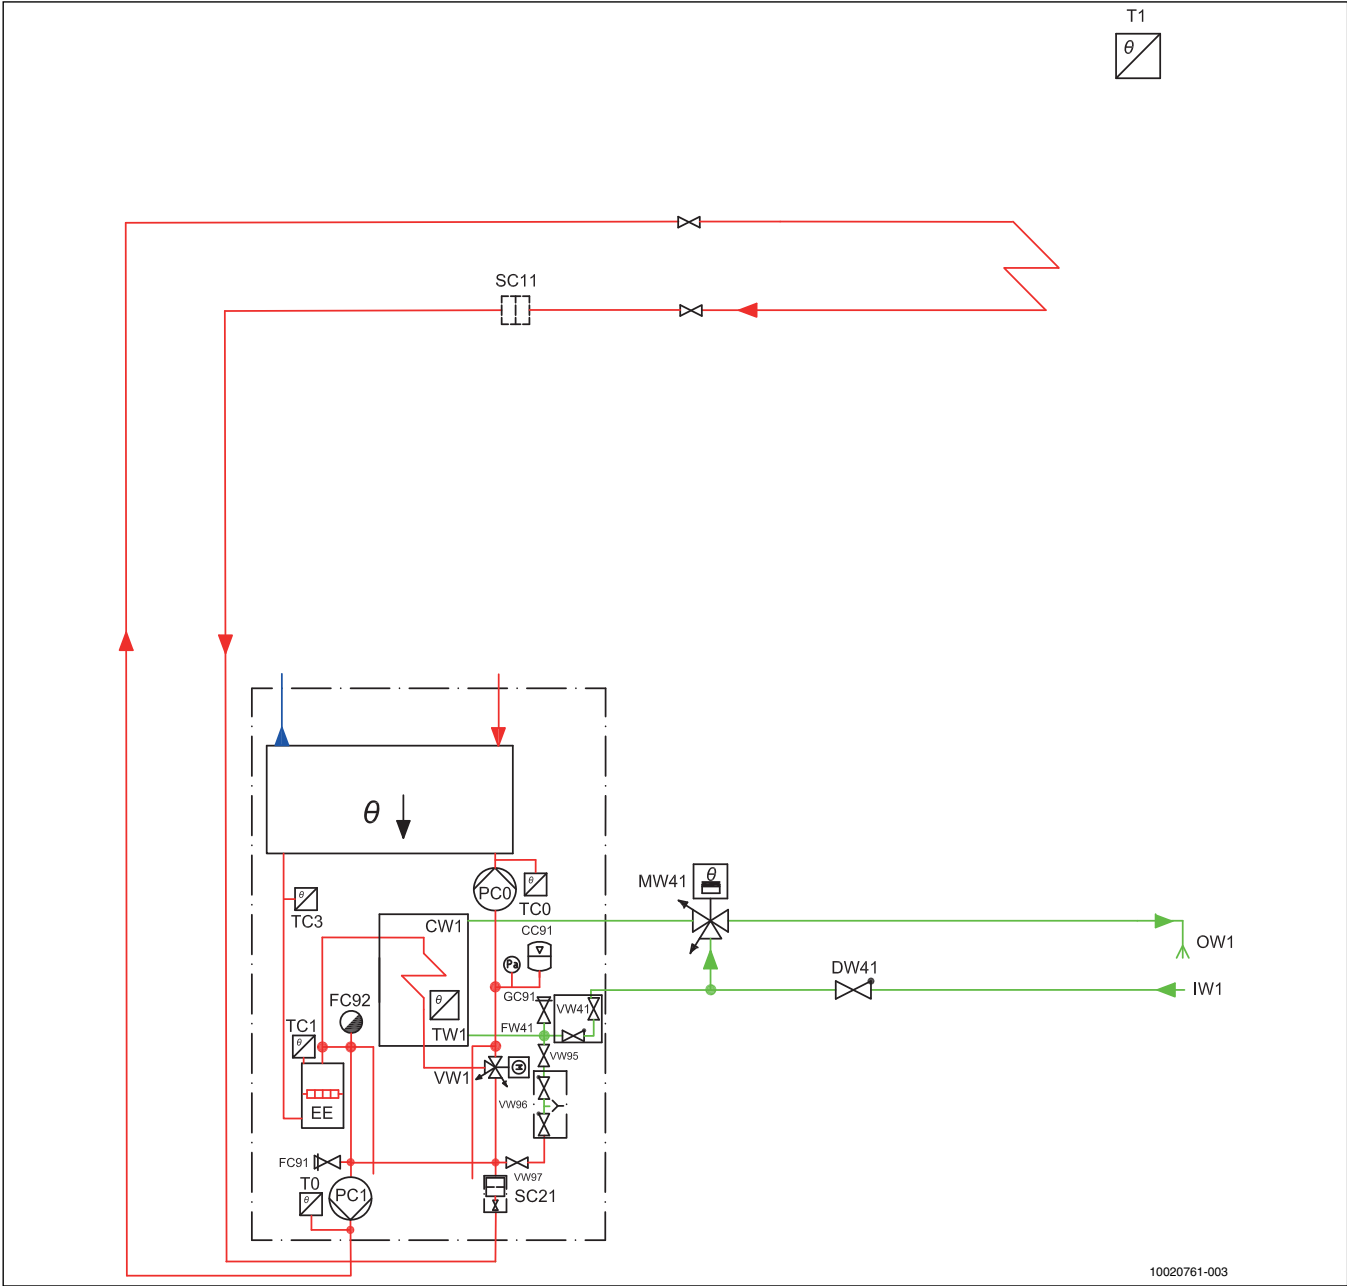 T1
θ
SC11
θ
PC0
θ
TC0
θ
TC3
MW41
θ
CW1
CC91
OW1
Pa
DW41
GC91
IW1
FC92
θ
VW41
TC1
θ
TW1
FW41
VW95
VW1
M
EE
VW96
FC91
VW97
T0
θ
PC1
SC21
10020761-003